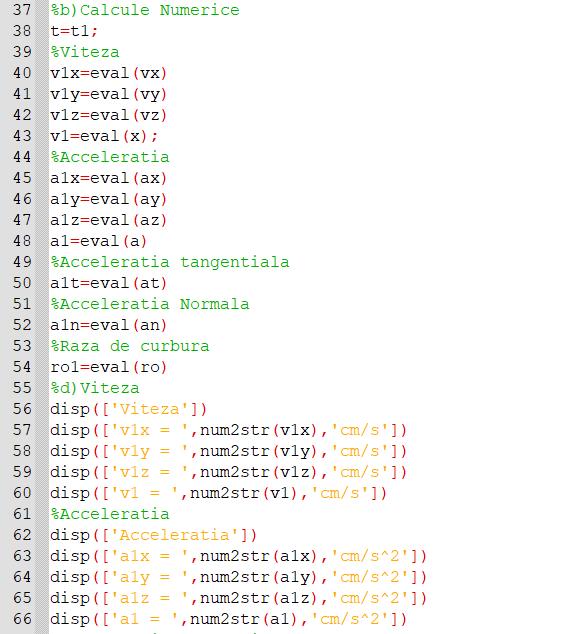 37 %b)Calcule Numerice
38 t=t1;
39 %Viteza
40 v1x=eval(vx)
41 v1y=eval(vy)
42 v1z=eval(vz)
43 v1=eval(x);
44 %Acceleratia
45 a1x=eval(ax)
46 a1y=eval(ay)
47 a1z=eval(az)
48 a1=eval(a)
49 %Acceleratia tangentiala
50 a1t=eval(at)
51 %Acceleratia Normala
52 a1n=eval(an)
53 %Raza de curbura
54 ro1=eval(ro)
55 %d)Viteza
56 disp(['Viteza'])
57 disp(['v1x = ',num2str(v1x),'cm/s'])
58 disp(['v1y = ',num2str(v1y),'cm/s'])
59 disp(['v1z = ',num2str(v1z),'cm/s'])
60 disp(['v1 = ',num2str(v1),'cm/s'])
61 %Acceleratia
62 disp(['Acceleratia'])
63 disp(['a1x = ',num2str(a1x),'cm/s^2'])
64 disp(['a1y = ',num2str(a1y),'cm/s^2'])
65 disp(['a1z = ',num2str(a1z),'cm/s^2'])
66 disp(['a1 = ',num2str(a1),'cm/s^2'])